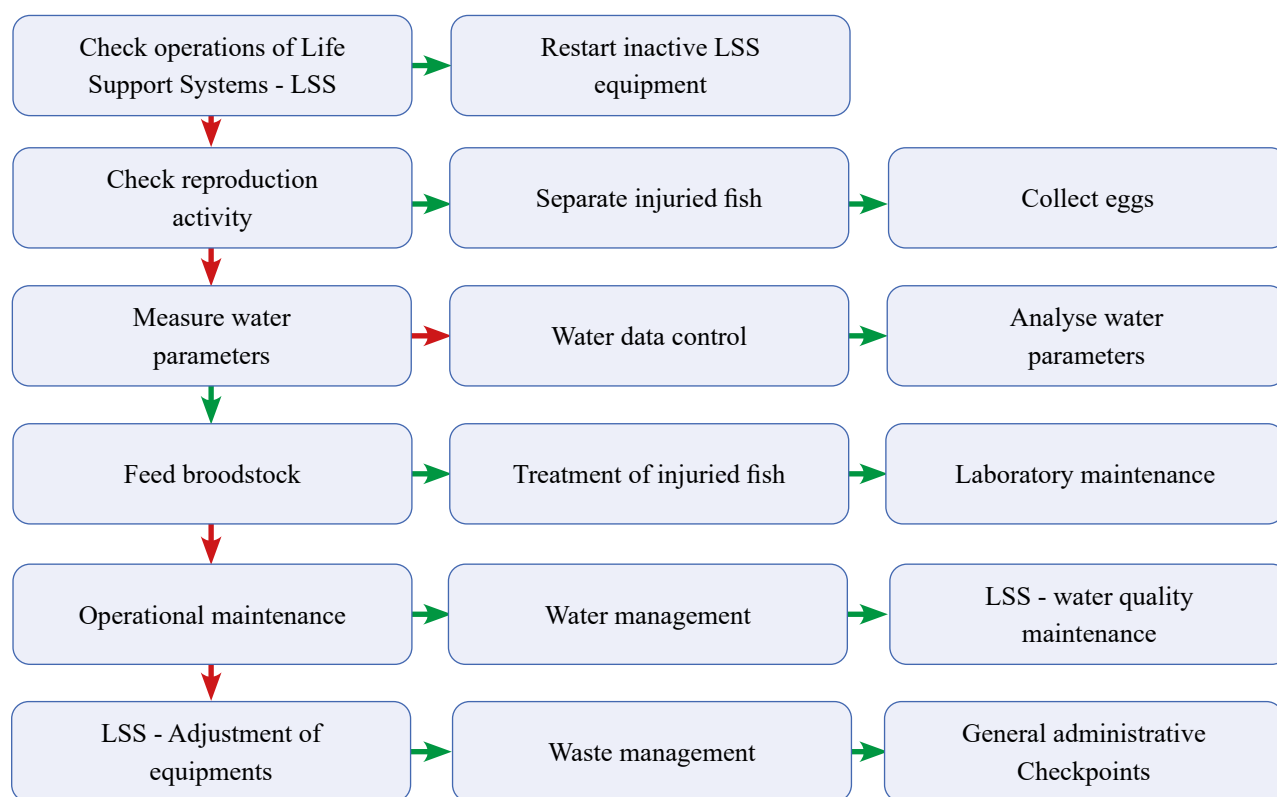 Check operations of Life
Support Systems - LSS
Restart inactive LSS
equipment
Check reproduction
activity
Separate injuried fish
Collect eggs
Measure water
parameters
Water data control
Analyse water
parameters
Feed broodstock
Treatment of injuried fish
Laboratory maintenance
Operational maintenance
Water management
LSS - water quality
maintenance
LSS - Adjustment of
equipments
Waste management
General administrative
Checkpoints